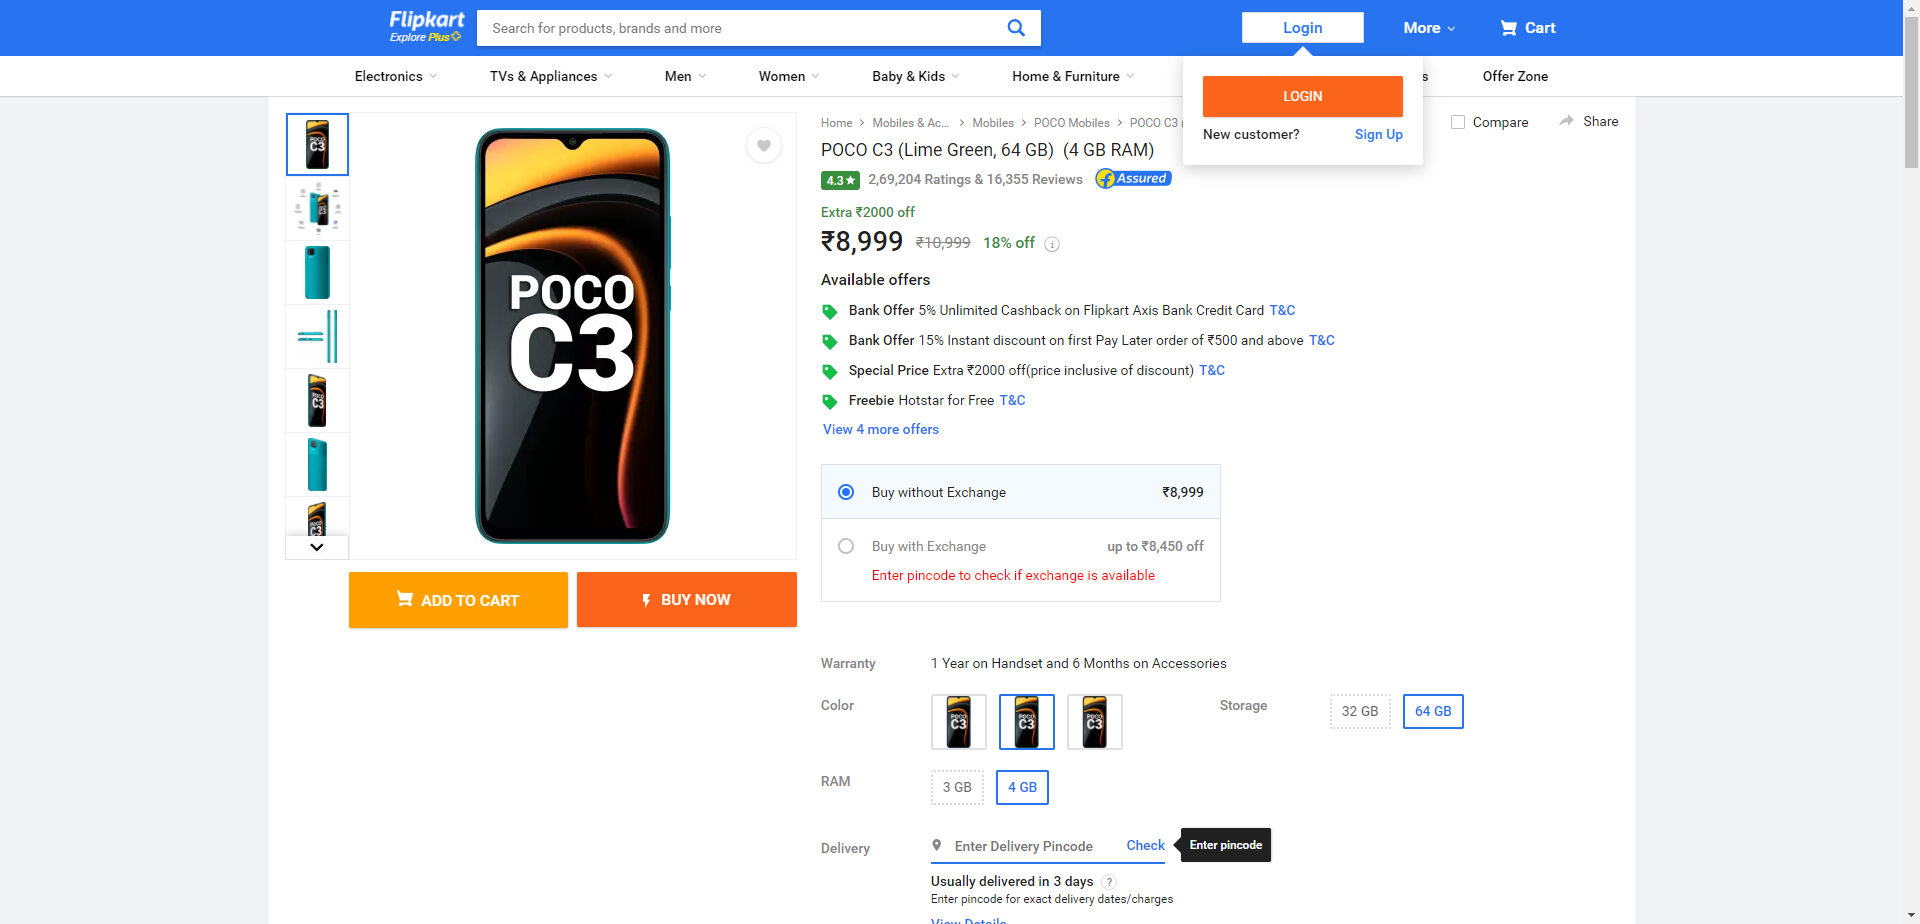 Flipkart
Explore Plus
Search for products, brands and more
Login
More
Cart
Electronics
TVs & Appliances
Men
Women
Baby & Kids
Home & Furniture
s
Offer Zone
LOGIN
New customer? Sign Up
Home > Mobiles & Ac... > Mobiles > POCO Mobiles > POCO C3 (
Compare
Share
POCO C3 (Lime Green, 64 GB) (4 GB RAM)
4.3★ 2,69,204 Ratings & 16,355 Reviews f Assured
Extra ₹2000 off
₹8,999 ₹10,999 18% off i
Available offers
Bank Offer 5% Unlimited Cashback on Flipkart Axis Bank Credit Card T&C
Bank Offer 15% Instant discount on first Pay Later order of ₹500 and above T&C
Special Price Extra ₹2000 off(price inclusive of discount) T&C
Freebie Hotstar for Free T&C
View 4 more offers
Buy without Exchange ₹8,999
Buy with Exchange up to ₹8,450 off
Enter pincode to check if exchange is available
POCO
C3
ADD TO CART
BUY NOW
Warranty 1 Year on Handset and 6 Months on Accessories
Color
POCO
C3
POCO
C3
POCO
C3
Storage 32 GB 64 GB
RAM 3 GB 4 GB
Delivery Enter Delivery Pincode Check Enter pincode
Usually delivered in 3 days ?
Enter pincode for exact delivery dates/charges
View Details